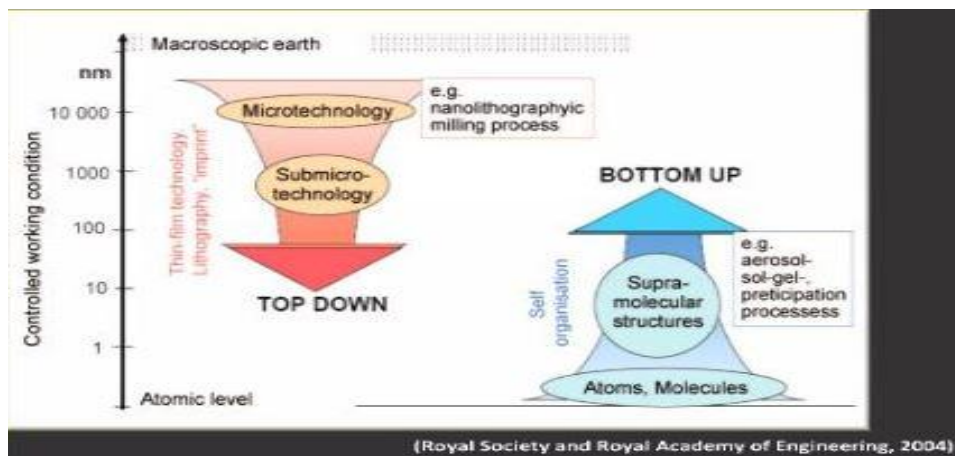 Macroscopic earth
nm
10 000
1000
100
10
1
Atomic level
Controlled working condition
Thin-film technology
Lithography, "imprint"
Microtechnology
Submicro-
technology
TOP DOWN
e.g.
nanolithographyic
milling process
BOTTOM UP
Self
organisation
Supra-
molecular
structures
Atoms, Molecules
e.g.
aerosol-
sol-gel-,
preticipation
processess
(Royal Society and Royal Academy of Engineering, 2004)